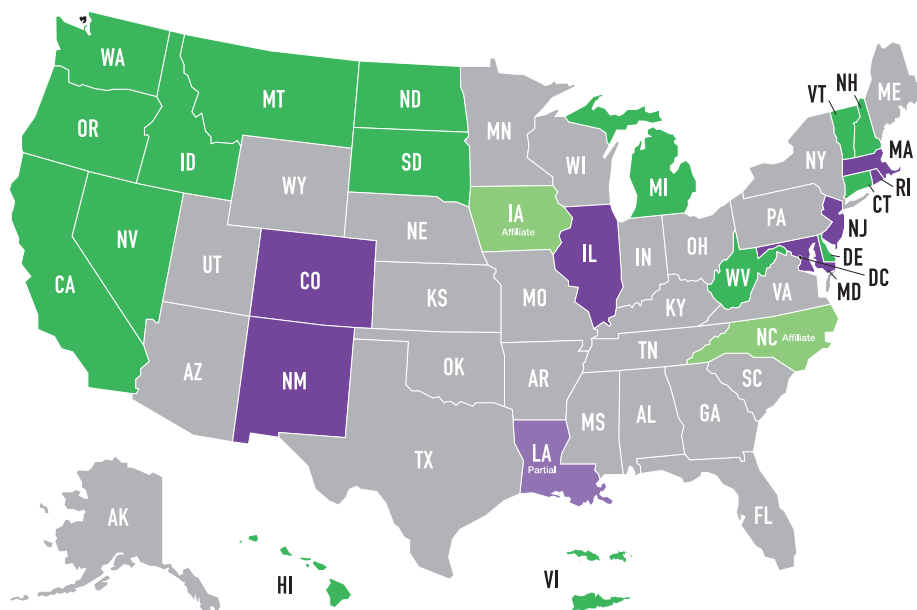 WA
MT
ND
MN
ME
VT
NH
OR
ID
SD
WI
NY
MA
WY
MI
RI
CT
IA
Affiliate
PA
NJ
NE
NV
OH
IL
IN
DE
UT
DC
CA
CO
WV
MD
KS
MO
VA
KY
NC Affiliate
TN
AZ
OK
NM
AR
SC
MS
AL
GA
LA
Partial
TX
FL
AK
HI
VI